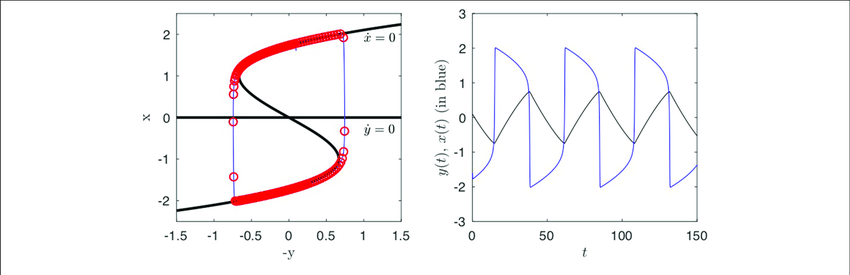 2
1
0
-1
-2
x
ẋ = 0
ẏ = 0
-1.5 -1 -0.5 0 0.5 1 1.5
-y
y(t), x(t) (in blue)
3
2
1
0
-1
-2
-3
0 50 100 150
t